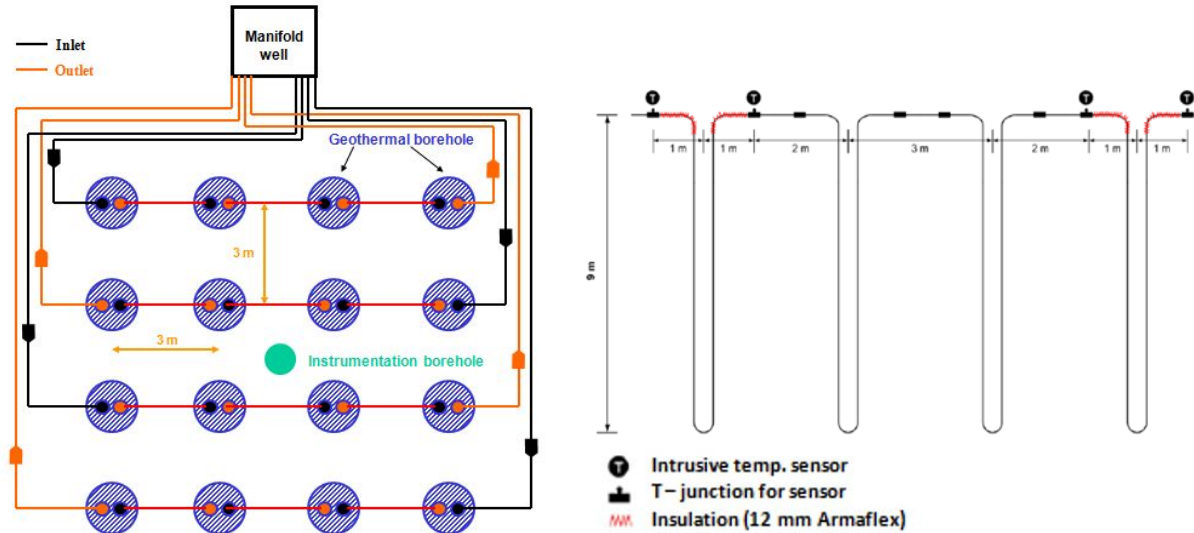 Manifold
well
Inlet
Outlet
Geothermal borehole
3 m
3 m
Instrumentation borehole
T
T
T
T
1 m
1 m
2 m
3 m
2 m
1 m
1 m
9 m
T Intrusive temp. sensor
T – junction for sensor
Insulation (12 mm Armaflex)